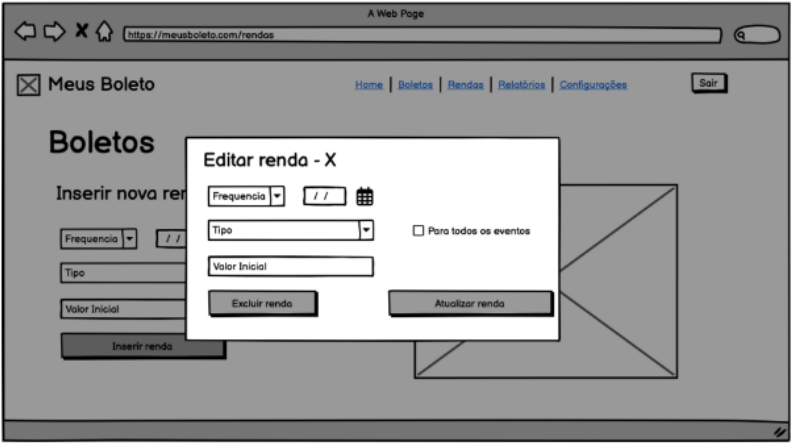 A Web Page
https://meusboleto.com/rendas
Meus Boleto
Home | Boletos | Rendas | Relatórios | Configurações
Sair
Boletos
Inserir nova ren
Frequencia
/ /
Tipo
Valor Inicial
Inserir renda
Editar renda - X
Frequencia
/ /
Tipo
Para todos os eventos
Valor Inicial
Excluir renda
Atualizar renda